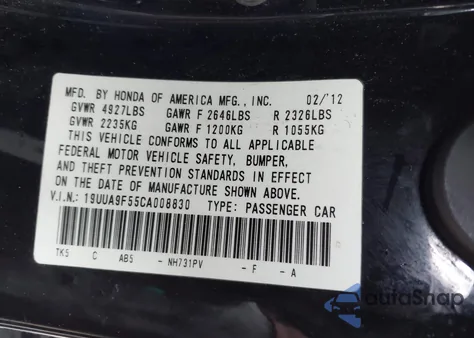 MFD. BY HONDA OF AMERICA MFG., INC. 02/'12
GVWR 4927LBS GAWR F 2646LBS R 2326LBS
GVWR 2235KG GAWR F 1200KG R 1055KG
THIS VEHICLE CONFORMS TO ALL APPLICABLE
FEDERAL MOTOR VEHICLE SAFETY, BUMPER,
AND THEFT PREVENTION STANDARDS IN EFFECT
ON THE DATE OF MANUFACTURE SHOWN ABOVE.
V.I.N.: 19UUA9F55CA008830 TYPE: PASSENGER CAR
TK5 C AB5 - NH731PV - F - A
autoSnap